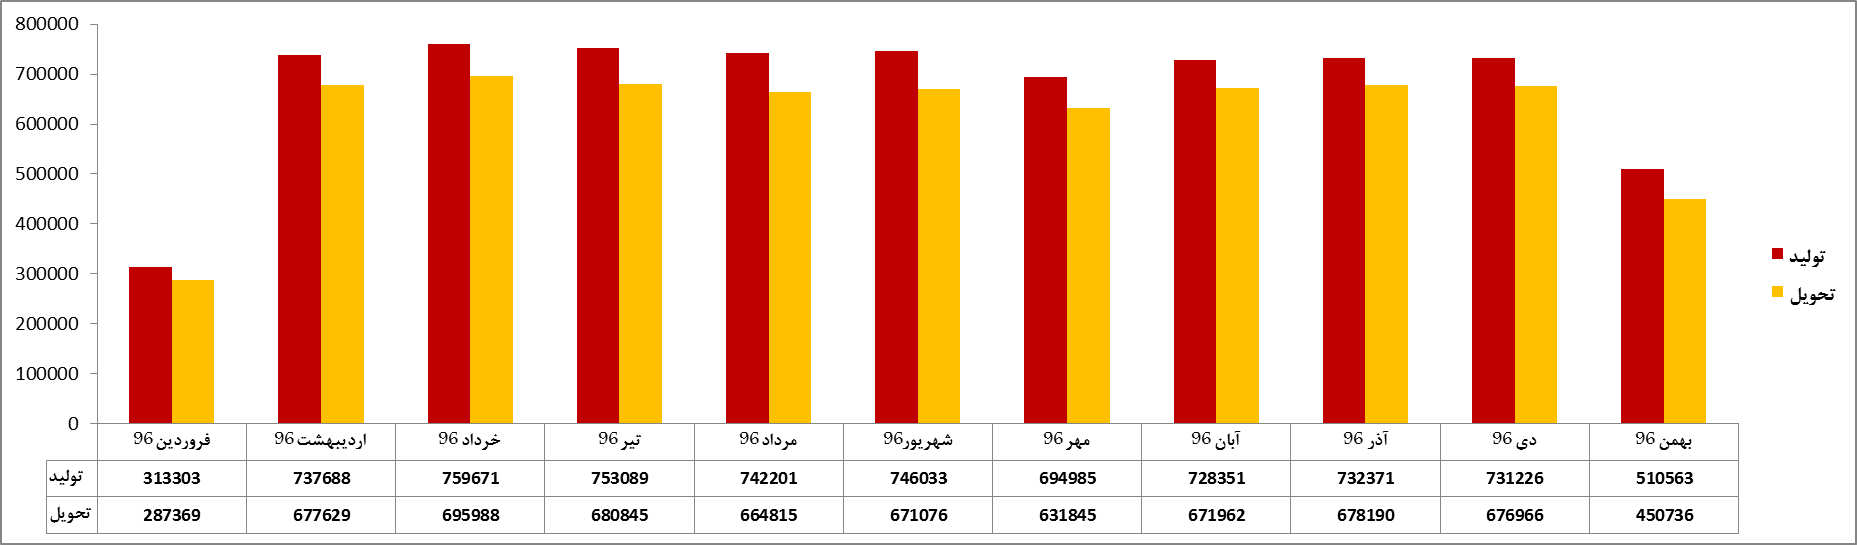 800000
700000
600000
500000
400000
300000
200000
100000
0
تولید
تحویل
فروردین 96 اردیبهشت 96 خرداد 96 تیر 96 مرداد 96 شهریور96 مهر 96 آبان 96 آذر 96 دی 96 بهمن 96
تولید 313303 737688 759671 753089 742201 746033 694985 728351 732371 731226 510563
تحویل 287369 677629 695988 680845 664815 671076 631845 671962 678190 676966 450736